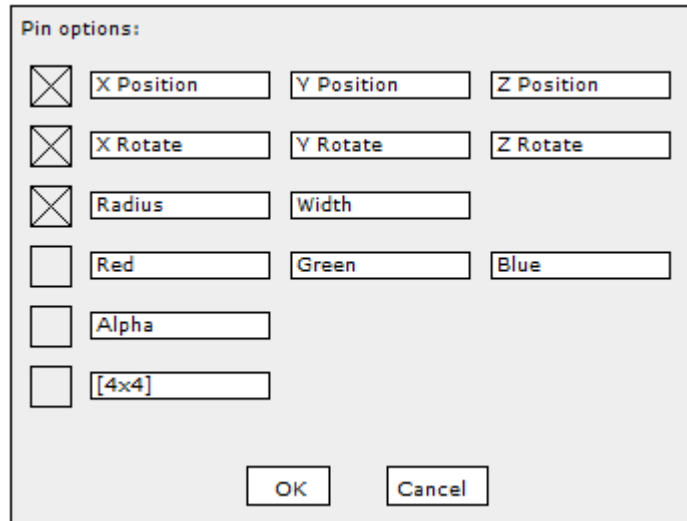 Pin options:
X Position Y Position Z Position
X Rotate Y Rotate Z Rotate
Radius Width
Red Green Blue
Alpha
[4x4]
OK Cancel